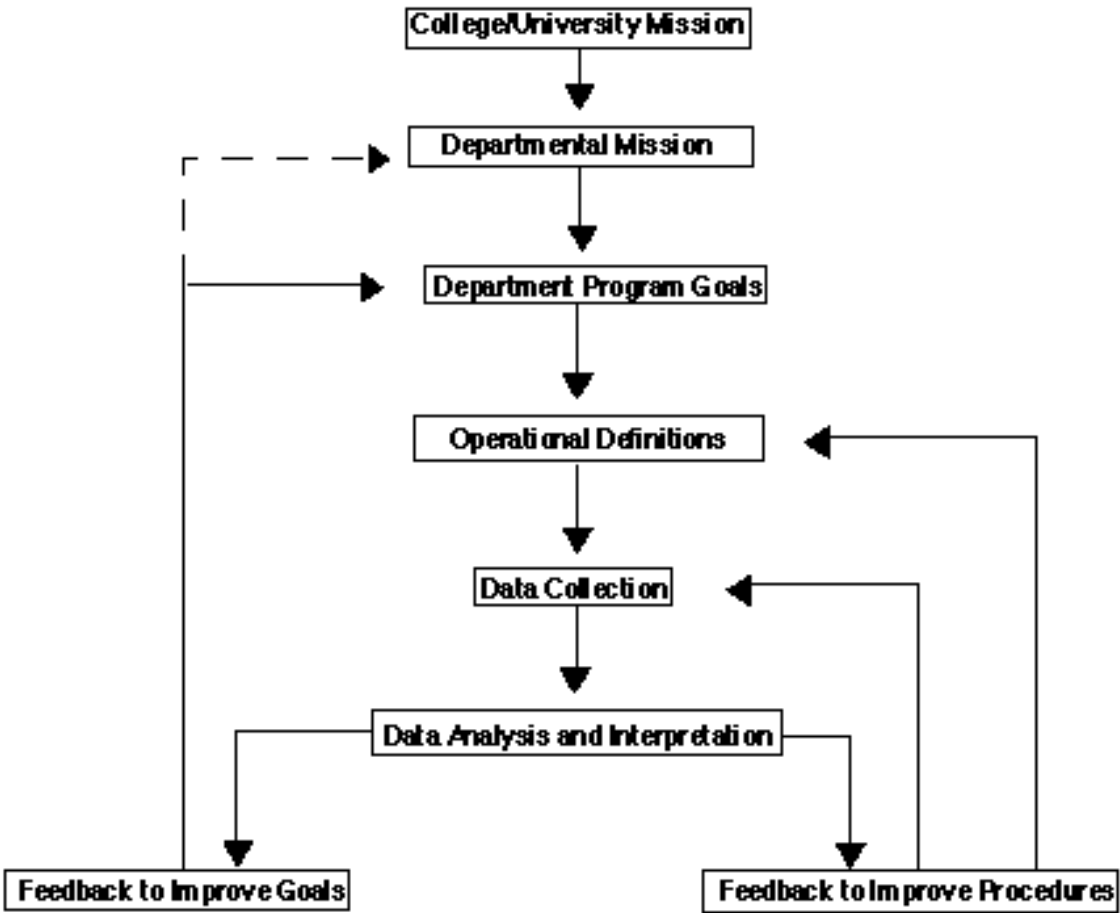 College/University Mission
Departmental Mission
Department Program Goals
Operational Definitions
Data Collection
Data Analysis and Interpretation
Feedback to Improve Goals
Feedback to Improve Procedures